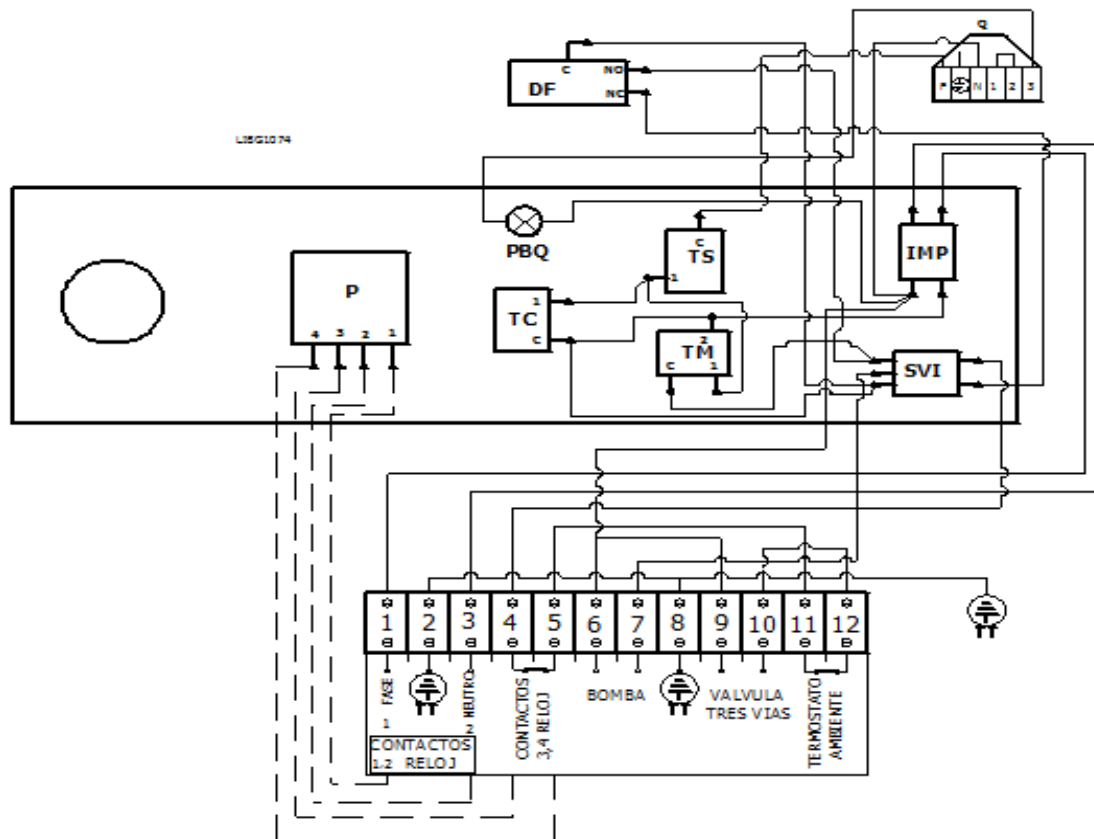 Q
C NO
DF
NC
F N 1 2 3
LIBG1074
PBQ
C
TS
1
IMP
P
4 3 2 1
1
TC
C
2
TM
C 1
SVI
1 2 3 4 5 6 7 8 9 10 11 12
FASE
1
NEUTRO
2
CONTACTOS
1-2 RELOJ
CONTACTOS
3,4 RELOJ
BOMBA
VALVULA
TRES VIAS
TERMOSTATO
AMBIENTE